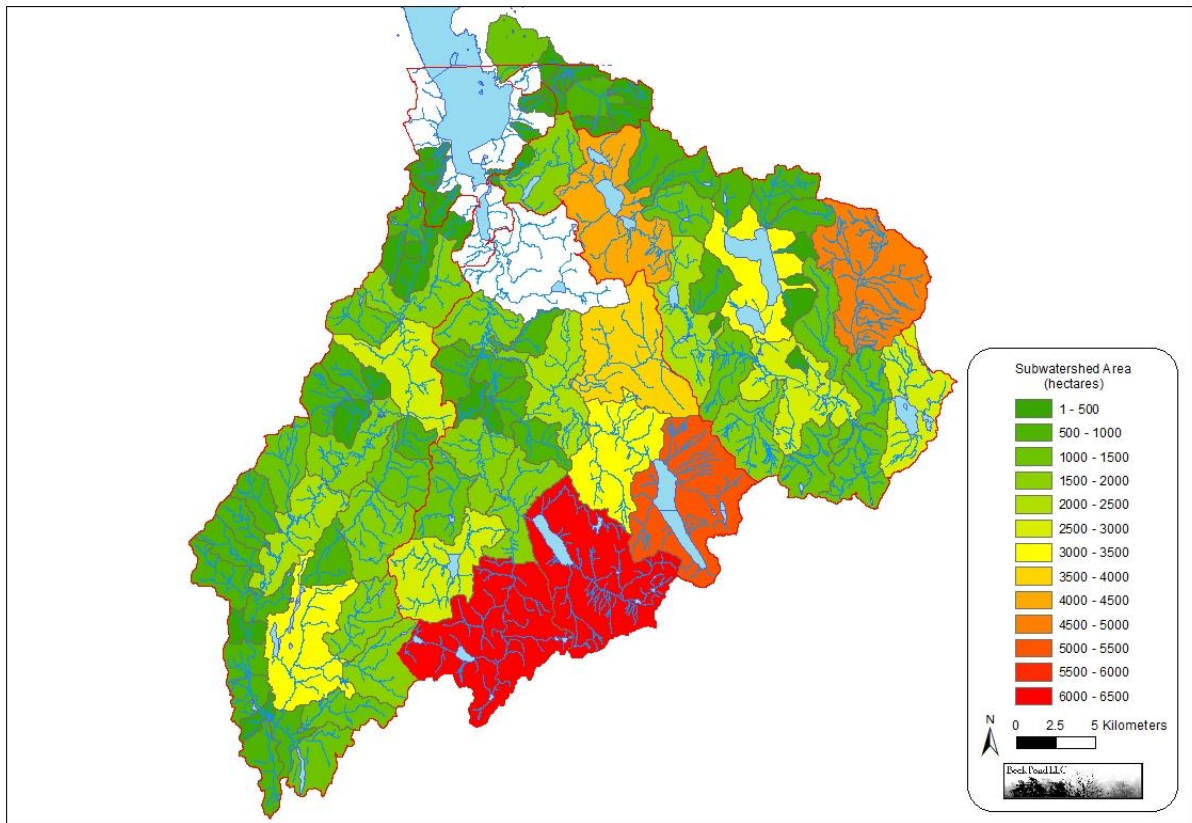 Subwatershed Area
(hectares)
1 - 500
500 - 1000
1000 - 1500
1500 - 2000
2000 - 2500
2500 - 3000
3000 - 3500
3500 - 4000
4000 - 4500
4500 - 5000
5000 - 5500
5500 - 6000
6000 - 6500
N
0 2.5 5 Kilometers
Beck Pond LLC